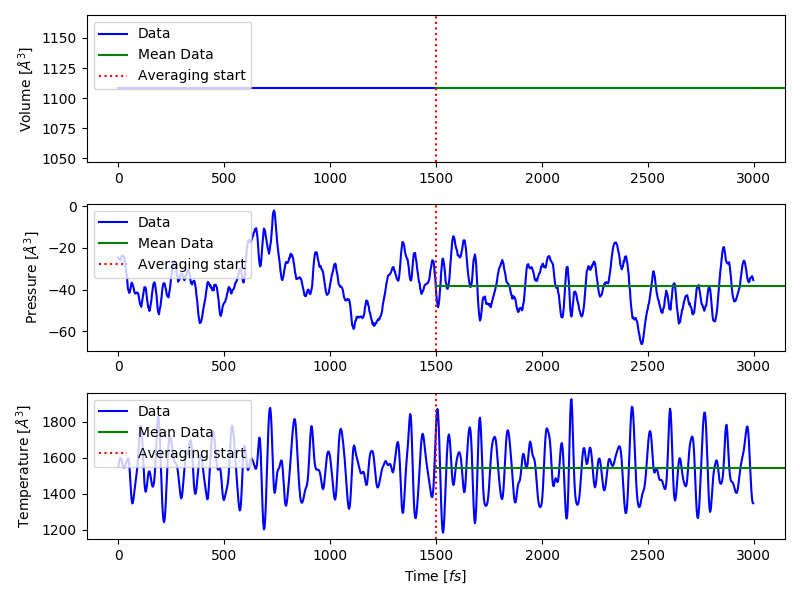 Volume [Å³]
1150
1125
1100
1075
1050
Data
Mean Data
Averaging start
0 500 1000 1500 2000 2500 3000
Pressure [Å³]
0
−20
−40
−60
Data
Mean Data
Averaging start
0 500 1000 1500 2000 2500 3000
Temperature [Å³]
1800
1600
1400
1200
Data
Mean Data
Averaging start
0 500 1000 1500 2000 2500 3000
Time [fs]